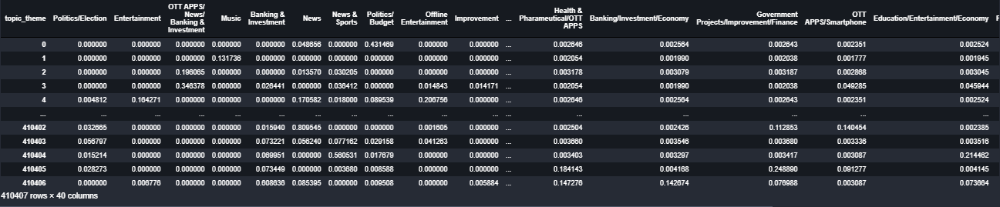 topic_theme Politics/Election Entertainment OTT APPS/ News/ Banking & Investment Music Banking & Investment News News & Sports Politics/ Budget Offline Entertainment Improvement ... Health & Pharameutical/OTT APPS Banking/Investment/Economy Government Projects/Improvement/Finance OTT APPS/Smartphone Education/Entertainment/Economy F
0 0.000000 0.000000 0.000000 0.000000 0.000000 0.048656 0.000000 0.431469 0.000000 0.000000 ... 0.002646 0.002564 0.002643 0.002351 0.002524
1 0.000000 0.000000 0.000000 0.131736 0.000000 0.000000 0.000000 0.000000 0.000000 0.000000 ... 0.002054 0.001990 0.002038 0.001777 0.001945
2 0.000000 0.000000 0.196065 0.000000 0.000000 0.013570 0.030205 0.000000 0.000000 0.000000 ... 0.003178 0.003079 0.003187 0.002868 0.003045
3 0.000000 0.000000 0.346378 0.000000 0.026441 0.000000 0.036412 0.000000 0.014843 0.014171 ... 0.002054 0.001990 0.002038 0.049285 0.045944
4 0.004812 0.164271 0.000000 0.000000 0.000000 0.170582 0.018000 0.089539 0.206756 0.000000 ... 0.002646 0.002564 0.002643 0.002351 0.002524
... ... ... ... ... ... ... ... ... ... ... ... ... ... ... ...
410402 0.032665 0.000000 0.000000 0.000000 0.015940 0.809545 0.000000 0.000000 0.001605 0.000000 ... 0.002504 0.002426 0.112853 0.140454 0.002385
410403 0.056797 0.000000 0.000000 0.000000 0.073221 0.056240 0.077162 0.029158 0.041263 0.000000 ... 0.003660 0.003546 0.003680 0.003336 0.003516
410404 0.015214 0.000000 0.000000 0.000000 0.069951 0.000000 0.560531 0.017679 0.000000 0.000000 ... 0.003403 0.003297 0.003417 0.003087 0.214462
410405 0.028273 0.000000 0.000000 0.000000 0.073449 0.000000 0.003680 0.008588 0.000000 0.000000 ... 0.184143 0.004168 0.248890 0.091277 0.004145
410406 0.000000 0.006776 0.000000 0.000000 0.608636 0.085395 0.000000 0.009508 0.000000 0.005884 ... 0.147276 0.142674 0.076988 0.003087 0.073664
410407 rows × 40 columns